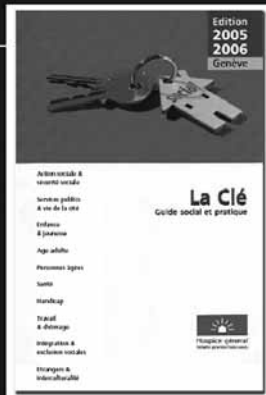 Edition
2005
2006
Genève
La Clé
Guide social et pratique
Action sociale &
sécurité sociale
Services publics
& vie de la cité
Enfance
& jeunesse
Age adulte
Personnes âgées
Santé
Handicap
Travail
& chômage
Intégration &
exclusion sociales
Etrangers &
interculturalité
Hospice général